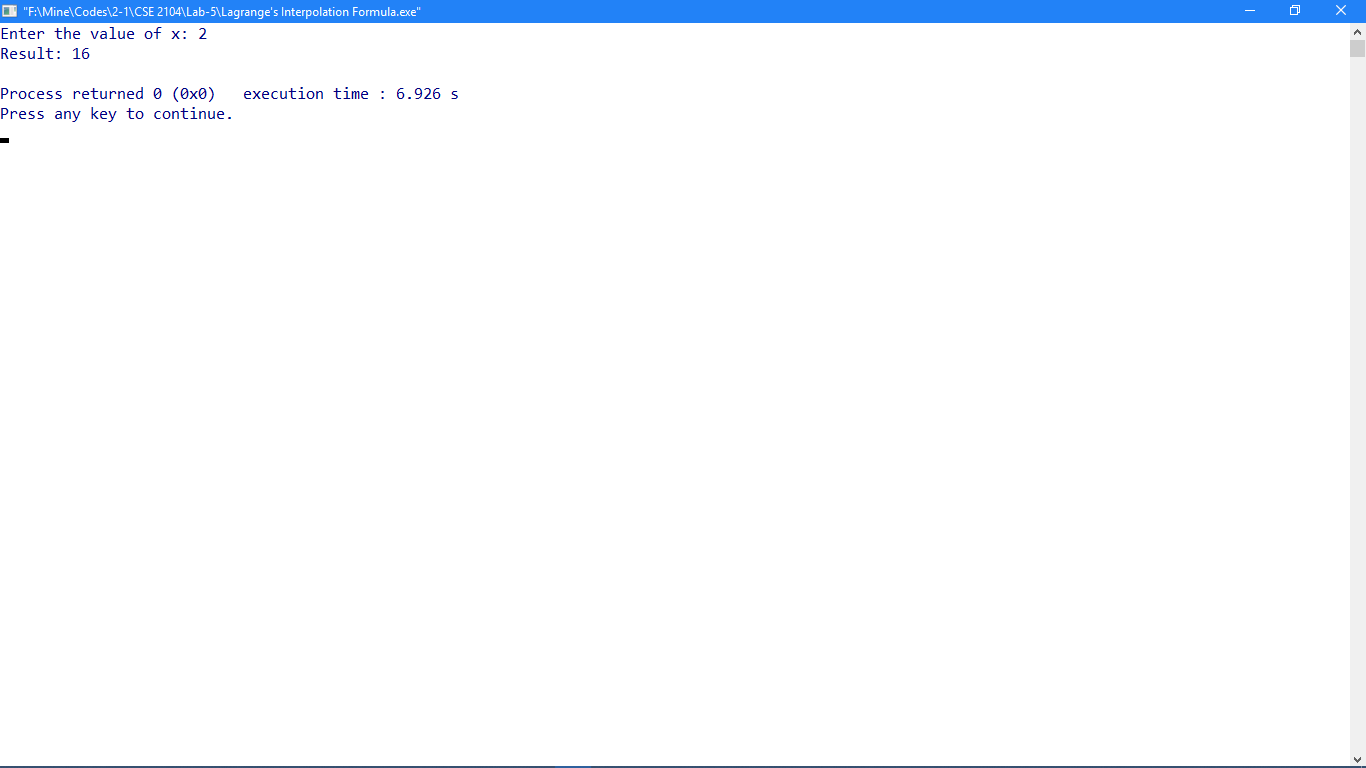 "F:\Mine\Codes\2-1\CSE 2104\Lab-5\Lagrange's Interpolation Formula.exe"
Enter the value of x: 2
Result: 16
Process returned 0 (0x0)   execution time : 6.926 s
Press any key to continue.